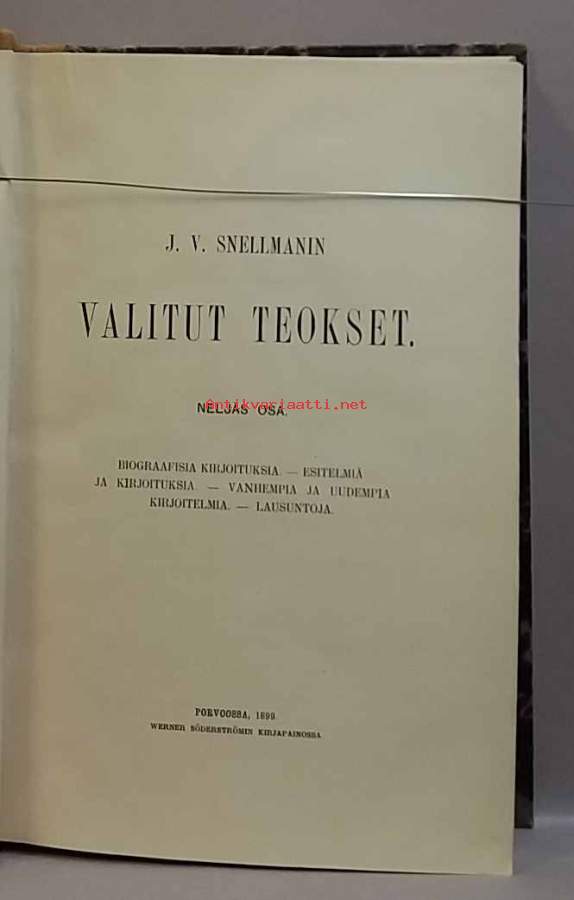 J. V. SNELLMANIN
VALITUT TEOKSET.
NELJÄS OSA.
Antikvariaatti.net
BIOGRAAFISIA KIRJOITUKSIA. — ESITELMIÄ
JA KIRJOITUKSIA. — VANHEMPIA JA UUDEMPIA
KIRJOITELMIA. — LAUSUNTOJA.
PORVOOSSA, 1899.
WERNER SÖDERSTRÖMIN KIRJAPAINOSSA